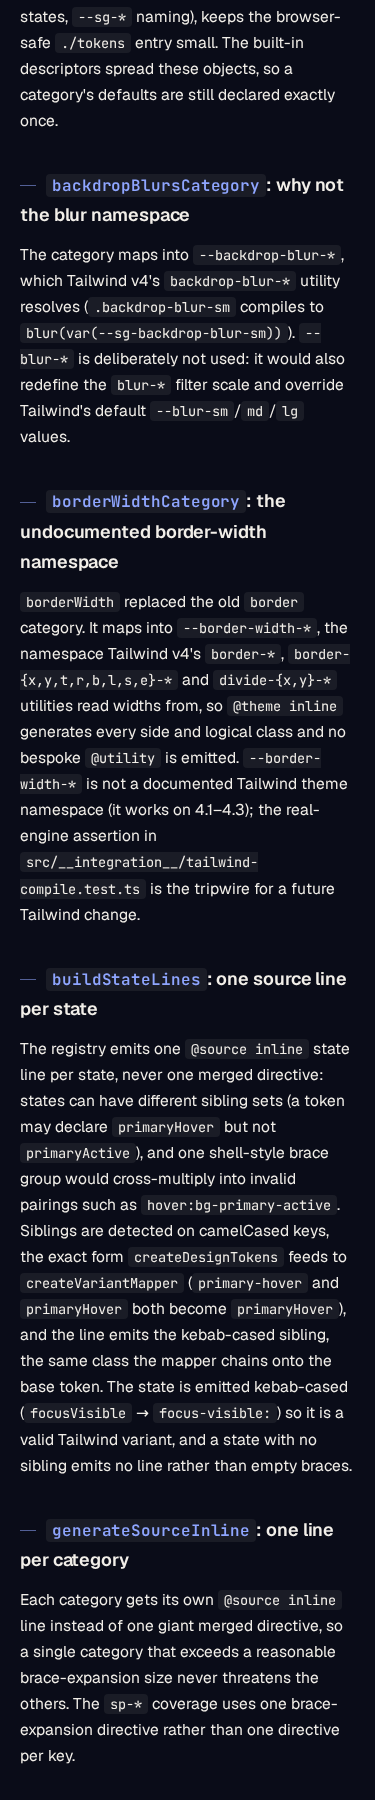 states, --sg-* naming), keeps the browser-
safe ./tokens entry small. The built-in
descriptors spread these objects, so a
category's defaults are still declared exactly
once.
— backdropBlursCategory: why not
the blur namespace
The category maps into --backdrop-blur-*,
which Tailwind v4's backdrop-blur-* utility
resolves (.backdrop-blur-sm compiles to
blur(var(--sg-backdrop-blur-sm))). --
blur-* is deliberately not used: it would also
redefine the blur-* filter scale and override
Tailwind's default --blur-sm/md/lg
values.
— borderWidthCategory: the
undocumented border-width
namespace
borderWidth replaced the old border
category. It maps into --border-width-*, the
namespace Tailwind v4's border-*, border-
{x,y,t,r,b,l,s,e}-* and divide-{x,y}-*
utilities read widths from, so @theme inline
generates every side and logical class and no
bespoke @utility is emitted. --border-
width-* is not a documented Tailwind theme
namespace (it works on 4.1–4.3); the real-
engine assertion in
src/__integration__/tailwind-
compile.test.ts is the tripwire for a future
Tailwind change.
— buildStateLines: one source line
per state
The registry emits one @source inline state
line per state, never one merged directive:
states can have different sibling sets (a token
may declare primaryHover but not
primaryActive), and one shell-style brace
group would cross-multiply into invalid
pairings such as hover:bg-primary-active.
Siblings are detected on camelCased keys,
the exact form createDesignTokens feeds to
createVariantMapper (primary-hover and
primaryHover both become primaryHover),
and the line emits the kebab-cased sibling,
the same class the mapper chains onto the
base token. The state is emitted kebab-cased
(focusVisible → focus-visible:) so it is a
valid Tailwind variant, and a state with no
sibling emits no line rather than empty braces.
— generateSourceInline: one line
per category
Each category gets its own @source inline
line instead of one giant merged directive, so
a single category that exceeds a reasonable
brace-expansion size never threatens the
others. The sp-* coverage uses one brace-
expansion directive rather than one directive
per key.